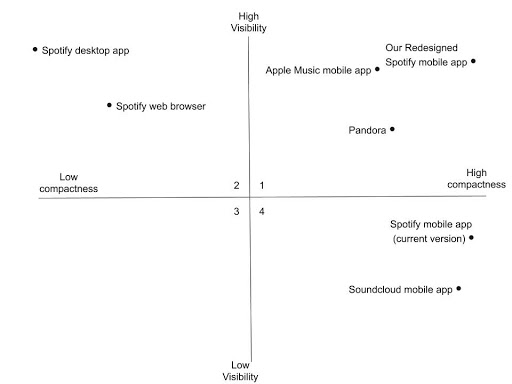 High
Visibility
Our Redesigned
Spotify desktop app
Spotify mobile app
Apple Music mobile app
Spotify web browser
Pandora
Low
compactness
High
compactness
2 1
3 4
Spotify mobile app
(current version)
Soundcloud mobile app
Low
Visibility